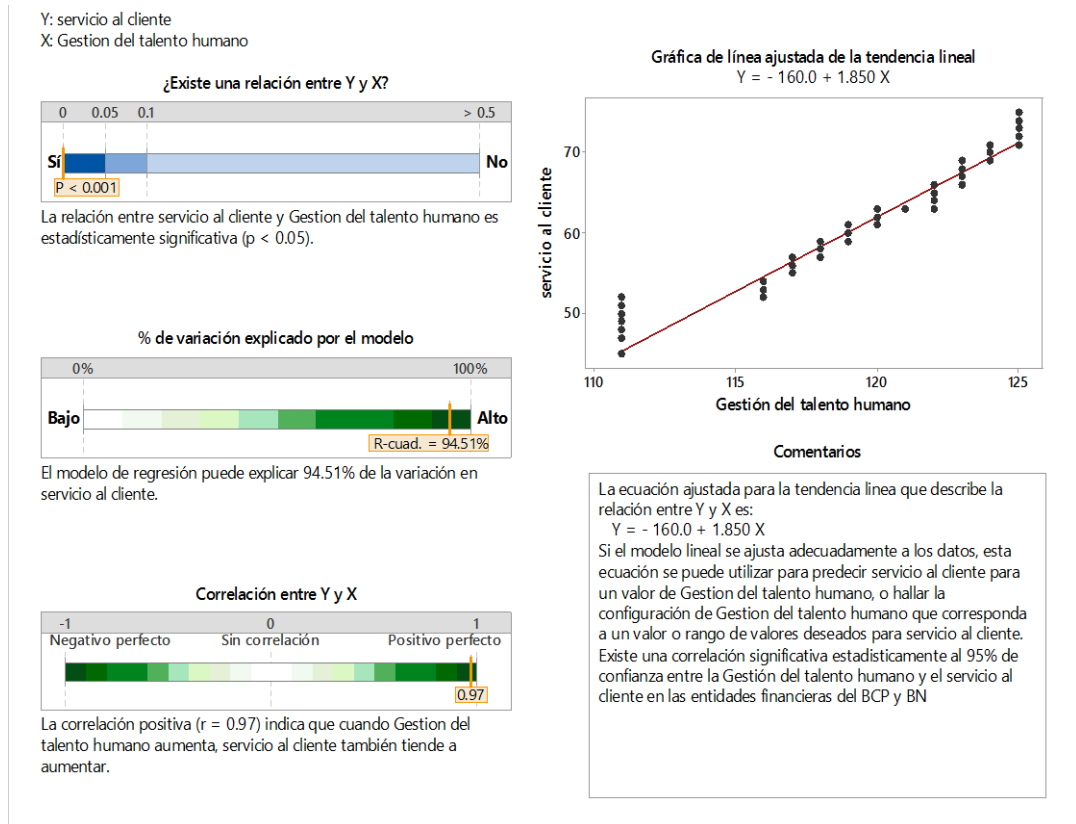 Y: servicio al cliente
X: Gestion del talento humano
¿Existe una relación entre Y y X?
0 0.05 0.1 > 0.5
Sí No
P < 0.001
La relación entre servicio al cliente y Gestion del talento humano es
estadísticamente significativa (p < 0.05).
% de variación explicado por el modelo
0% 100%
Bajo Alto
R-cuad. = 94.51%
El modelo de regresión puede explicar 94.51% de la variación en
servicio al cliente.
Correlación entre Y y X
-1 0 1
Negativo perfecto Sin correlación Positivo perfecto
0.97
La correlación positiva (r = 0.97) indica que cuando Gestion del
talento humano aumenta, servicio al cliente también tiende a
aumentar.
Gráfica de línea ajustada de la tendencia lineal
Y = - 160.0 + 1.850 X
servicio al cliente
70
60
50
110 115 120 125
Gestión del talento humano
Comentarios
La ecuación ajustada para la tendencia linea que describe la
relación entre Y y X es:
Y = - 160.0 + 1.850 X
Si el modelo lineal se ajusta adecuadamente a los datos, esta
ecuación se puede utilizar para predecir servicio al cliente para
un valor de Gestion del talento humano, o hallar la
configuración de Gestion del talento humano que corresponda
a un valor o rango de valores deseados para servicio al cliente.
Existe una correlación significativa estadisticamente al 95% de
confianza entre la Gestión del talento humano y el servicio al
cliente en las entidades financieras del BCP y BN